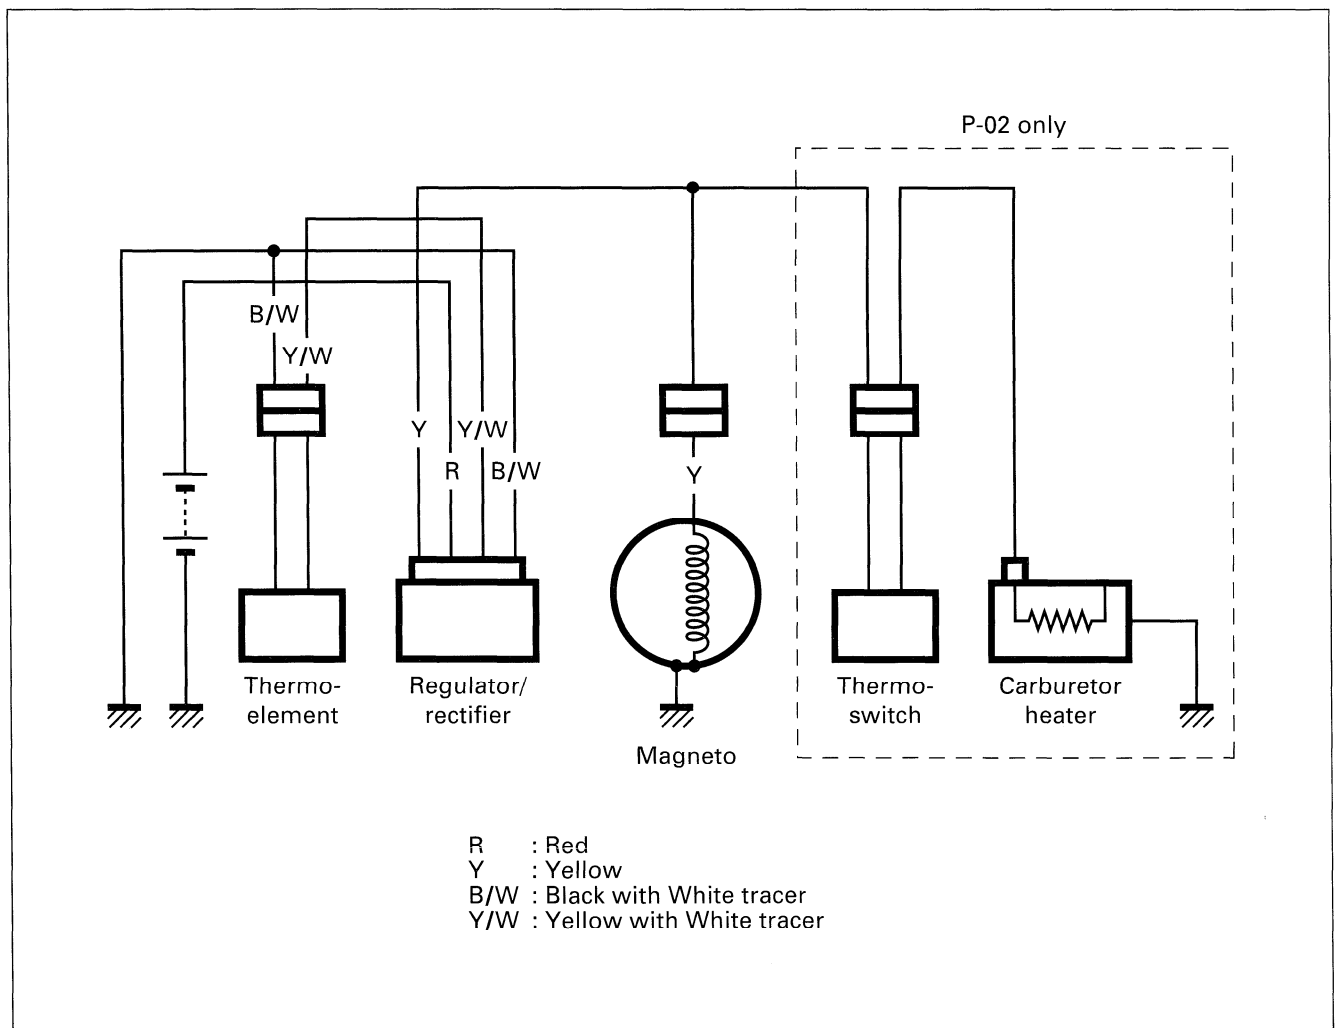 P-02 only
B/W
Y/W
Y
Y/W
R
B/W
Y
Thermo-
element
Regulator/
rectifier
Magneto
Thermo-
switch
Carburetor
heater
R : Red
Y : Yellow
B/W : Black with White tracer
Y/W : Yellow with White tracer